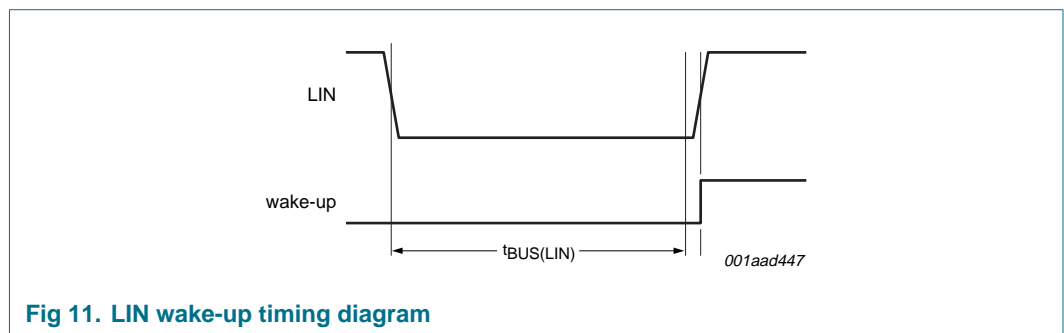 LIN
wake-up
tBUS(LIN)
001aad447
Fig 11. LIN wake-up timing diagram